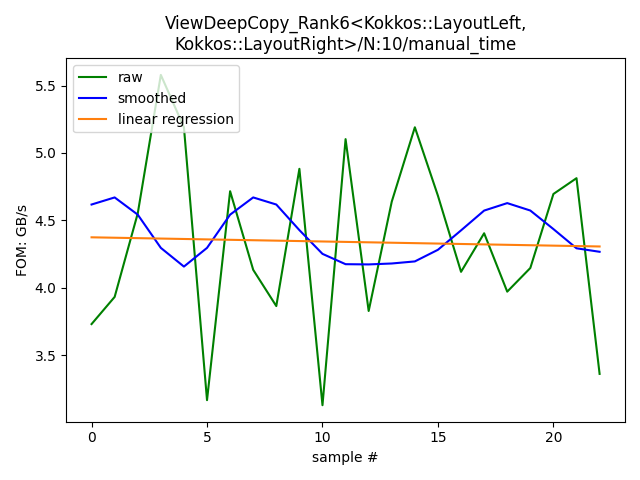 ViewDeepCopy_Rank6<Kokkos::LayoutLeft,
Kokkos::LayoutRight>/N:10/manual_time
raw
smoothed
linear regression
FOM: GB/s
5.5
5.0
4.5
4.0
3.5
0 5 10 15 20
sample #